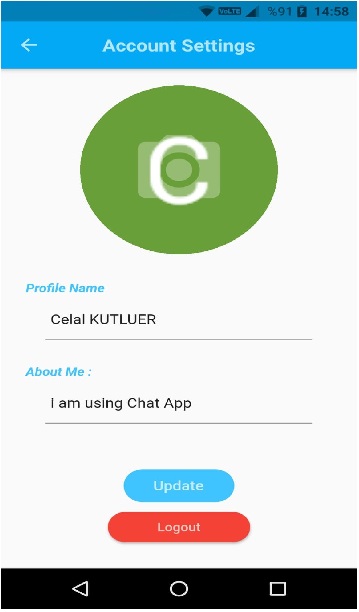 VoLTE %91 14:58
Account Settings
C
Profile Name
Celal KUTLUER
About Me :
i am using Chat App
Update
Logout